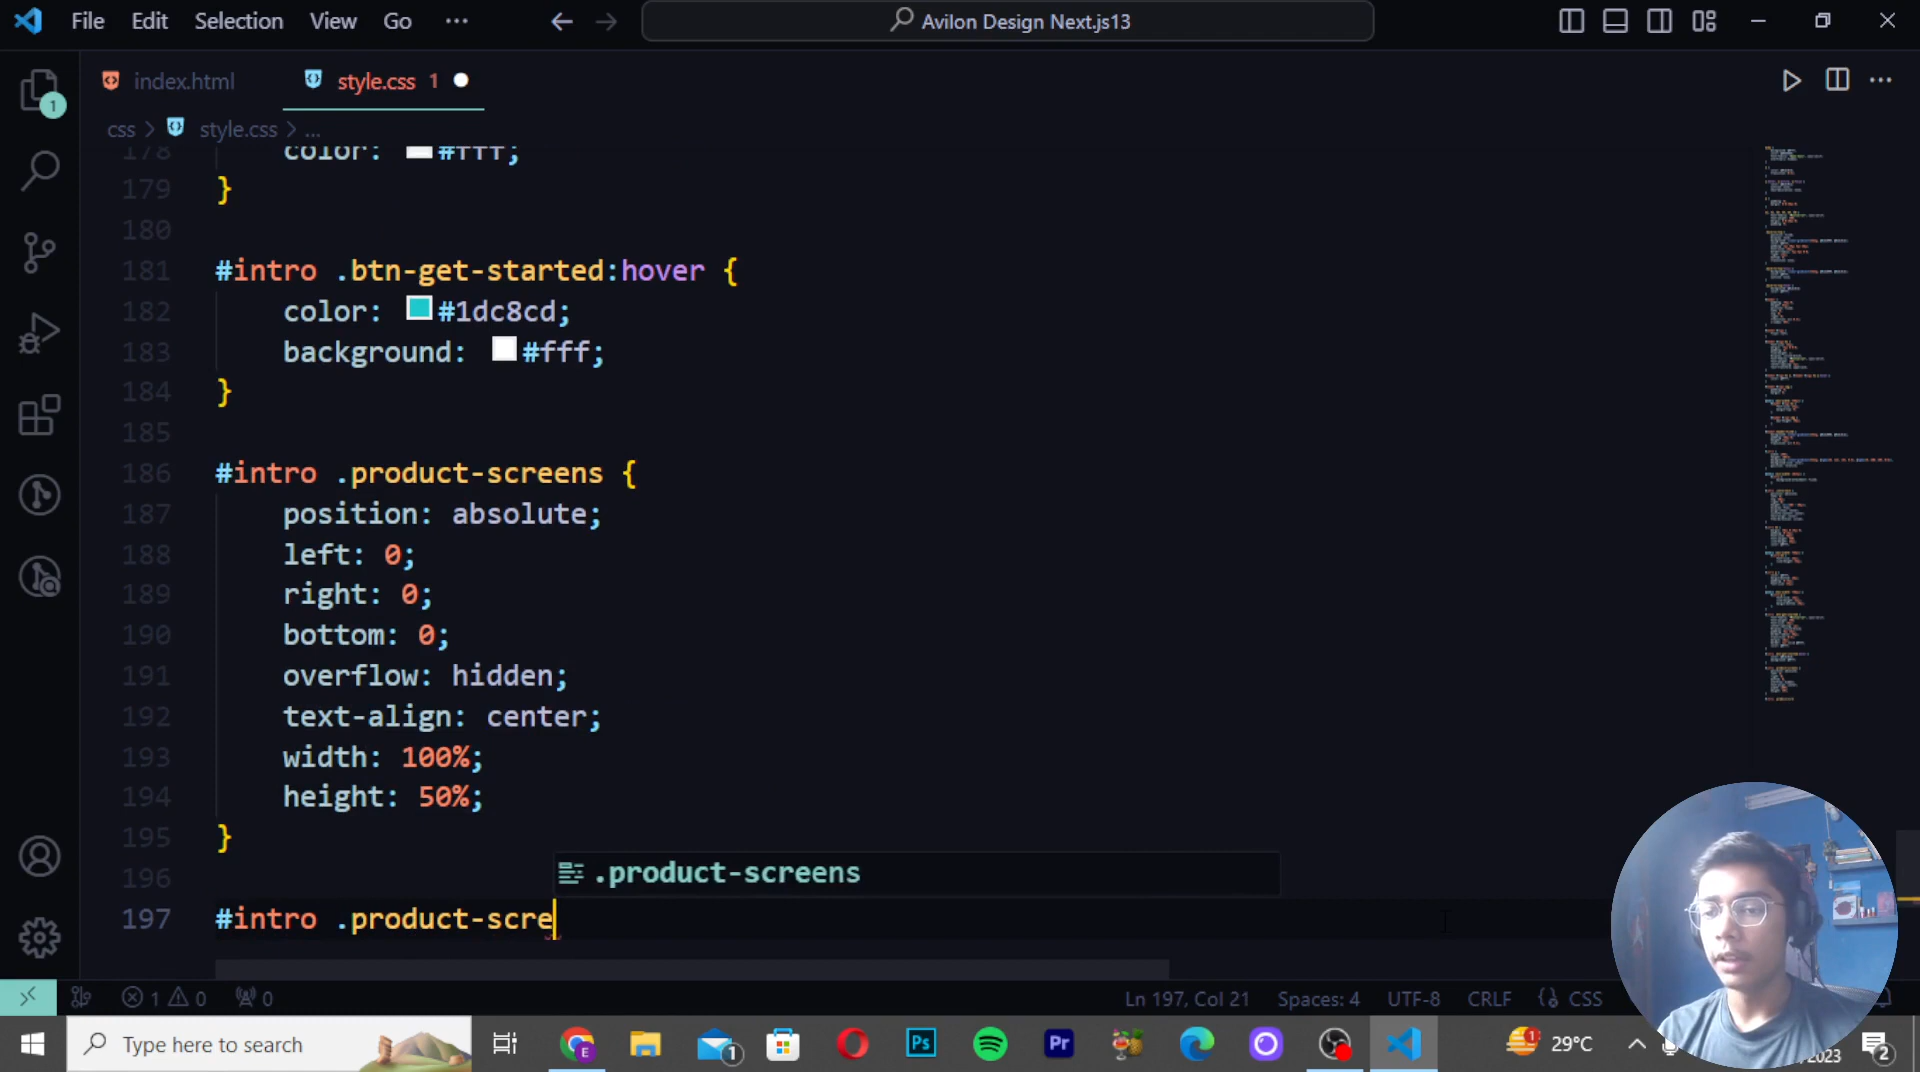 File Edit Selection View Go ···
Avilon Design Next.js13
index.html
style.css 1
css > style.css > ...
178 color: #fff;
179 }
180
181 #intro .btn-get-started:hover {
182 color: #1dc8cd;
183 background: #fff;
184 }
185
186 #intro .product-screens {
187 position: absolute;
188 left: 0;
189 right: 0;
190 bottom: 0;
191 overflow: hidden;
192 text-align: center;
193 width: 100%;
194 height: 50%;
195 }
196
.product-screens
197 #intro .product-scre
1 0 0
Ln 197, Col 21 Spaces: 4 UTF-8 CRLF {} CSS
Type here to search
29°C
2023